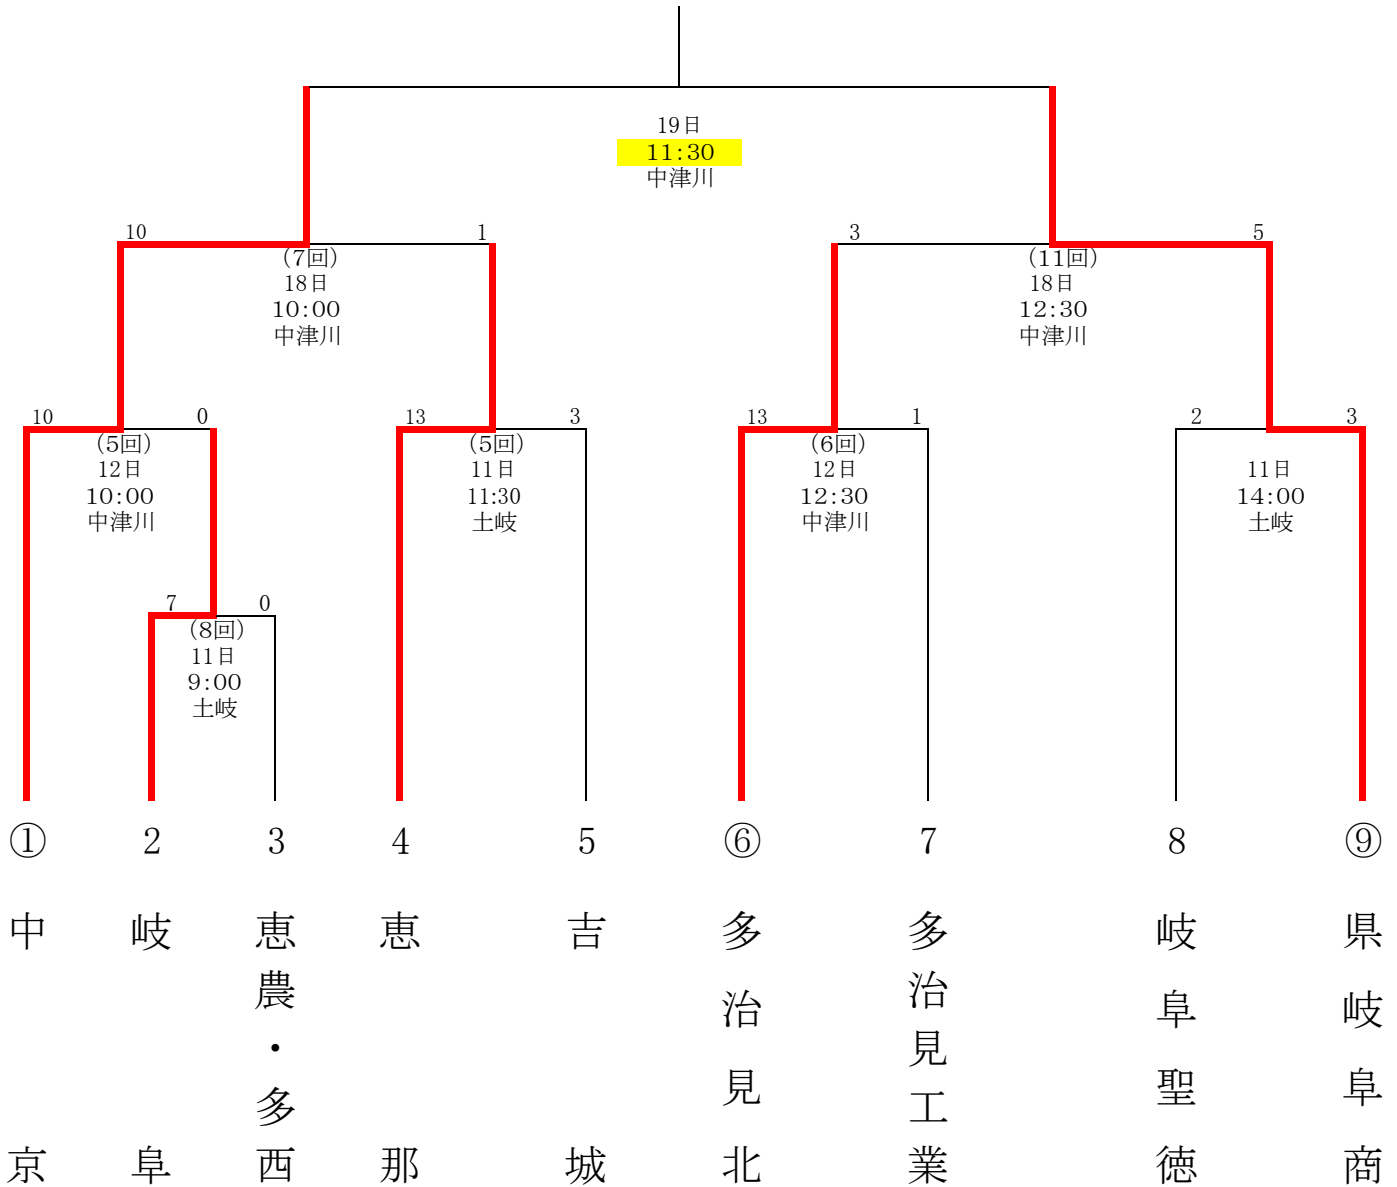 19日
11:30
中津川
10 1
(7回)
18日
10:00
中津川
3 5
(11回)
18日
12:30
中津川
10 0
(5回)
12日
10:00
中津川
13 3
(5回)
11日
11:30
土岐
13 1
(6回)
12日
12:30
中津川
2 3
11日
14:00
土岐
7 0
(8回)
11日
9:00
土岐
① 2 3 4 5 ⑥ 7 8 ⑨
中京
岐阜
恵農・多西
恵那
吉城
多治見北
多治見工業
岐阜聖徳
県岐阜商